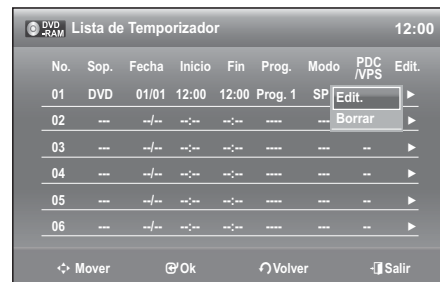 DVD-RAM Lista de Temporizador 12:00
No. Sop. Fecha Inicio Fin Prog. Modo PDC/VPS Edit.
01 DVD 01/01 12:00 12:00 Prog. 1 SP Edit. ►
02 --- --/-- --:-- --:-- ---- --- Borrar ►
03 --- --/-- --:-- --:-- ---- --- -- ►
04 --- --/-- --:-- --:-- ---- --- -- ►
05 --- --/-- --:-- --:-- ---- --- -- ►
06 --- --/-- --:-- --:-- ---- --- -- ►
Mover Ok Volver Salir